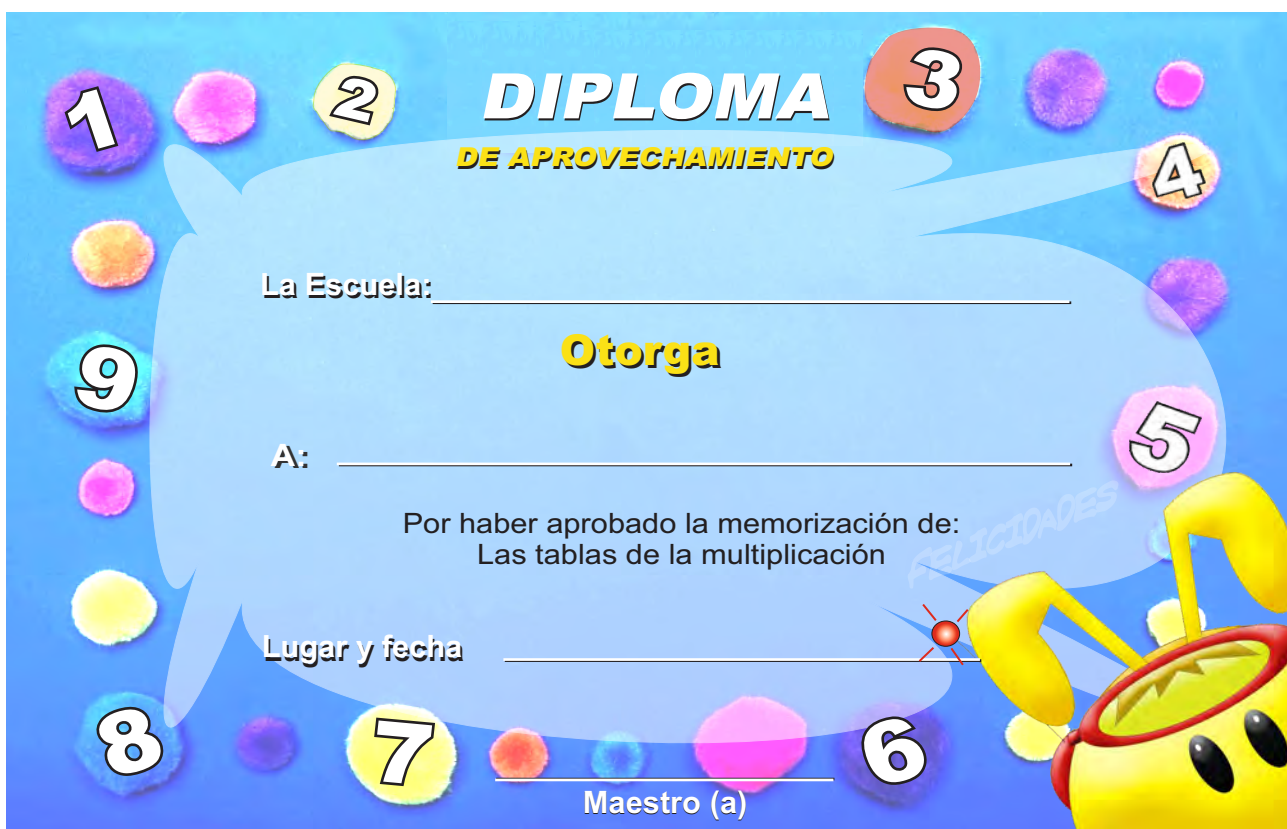 1
2
DIPLOMA
3
DE APROVECHAMIENTO
4
La Escuela:
Otorga
9
5
A:
FELICIDADES
Por haber aprobado la memorización de:
Las tablas de la multiplicación
Lugar y fecha
8
7
6
Maestro (a)